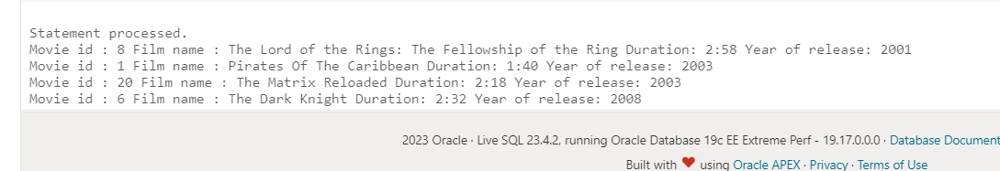 Statement processed.
Movie id : 8 Film name : The Lord of the Rings: The Fellowship of the Ring Duration: 2:58 Year of release: 2001
Movie id : 1 Film name : Pirates Of The Caribbean Duration: 1:40 Year of release: 2003
Movie id : 20 Film name : The Matrix Reloaded Duration: 2:18 Year of release: 2003
Movie id : 6 Film name : The Dark Knight Duration: 2:32 Year of release: 2008
2023 Oracle · Live SQL 23.4.2, running Oracle Database 19c EE Extreme Perf - 19.17.0.0.0 · Database Document
Built with ❤ using Oracle APEX · Privacy · Terms of Use